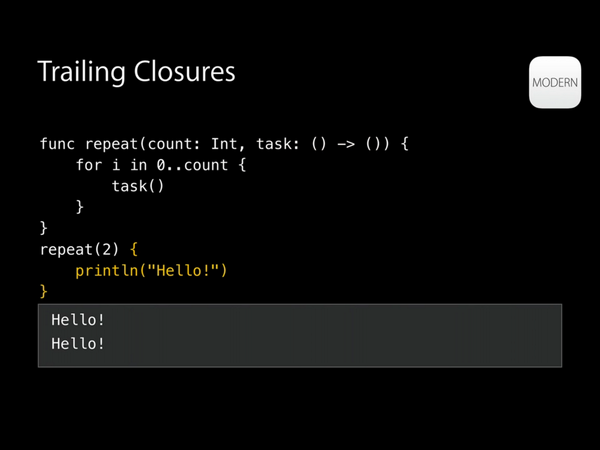 Trailing Closures
MODERN
func repeat(count: Int, task: () -> ()) {
    for i in 0..count {
        task()
    }
}
repeat(2) {
    println("Hello!")
}
Hello!
Hello!